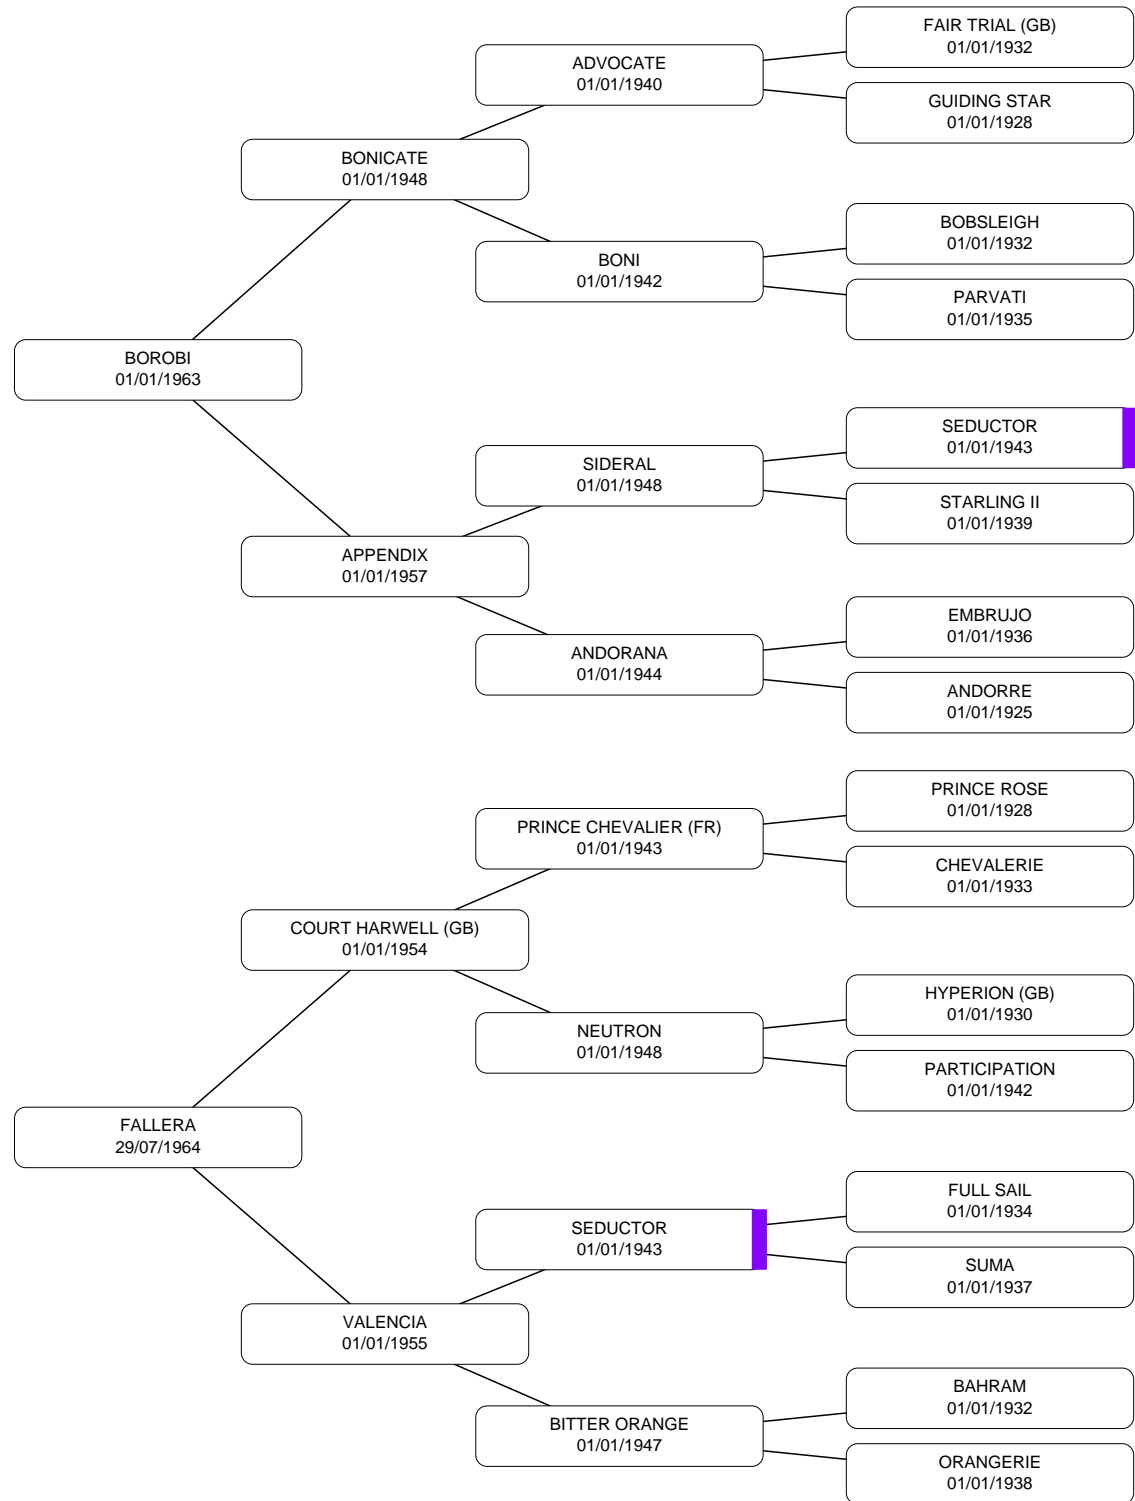 FAIR TRIAL (GB)
01/01/1932
ADVOCATE
01/01/1940
GUIDING STAR
01/01/1928
BONICATE
01/01/1948
BOBSLEIGH
01/01/1932
BONI
01/01/1942
PARVATI
01/01/1935
BOROBI
01/01/1963
SEDUCTOR
01/01/1943
SIDERAL
01/01/1948
STARLING II
01/01/1939
APPENDIX
01/01/1957
EMBRUJO
01/01/1936
ANDORANA
01/01/1944
ANDORRE
01/01/1925
PRINCE ROSE
01/01/1928
PRINCE CHEVALIER (FR)
01/01/1943
CHEVALERIE
01/01/1933
COURT HARWELL (GB)
01/01/1954
HYPERION (GB)
01/01/1930
NEUTRON
01/01/1948
PARTICIPATION
01/01/1942
FALLERA
29/07/1964
FULL SAIL
01/01/1934
SEDUCTOR
01/01/1943
SUMA
01/01/1937
VALENCIA
01/01/1955
BAHRAM
01/01/1932
BITTER ORANGE
01/01/1947
ORANGERIE
01/01/1938